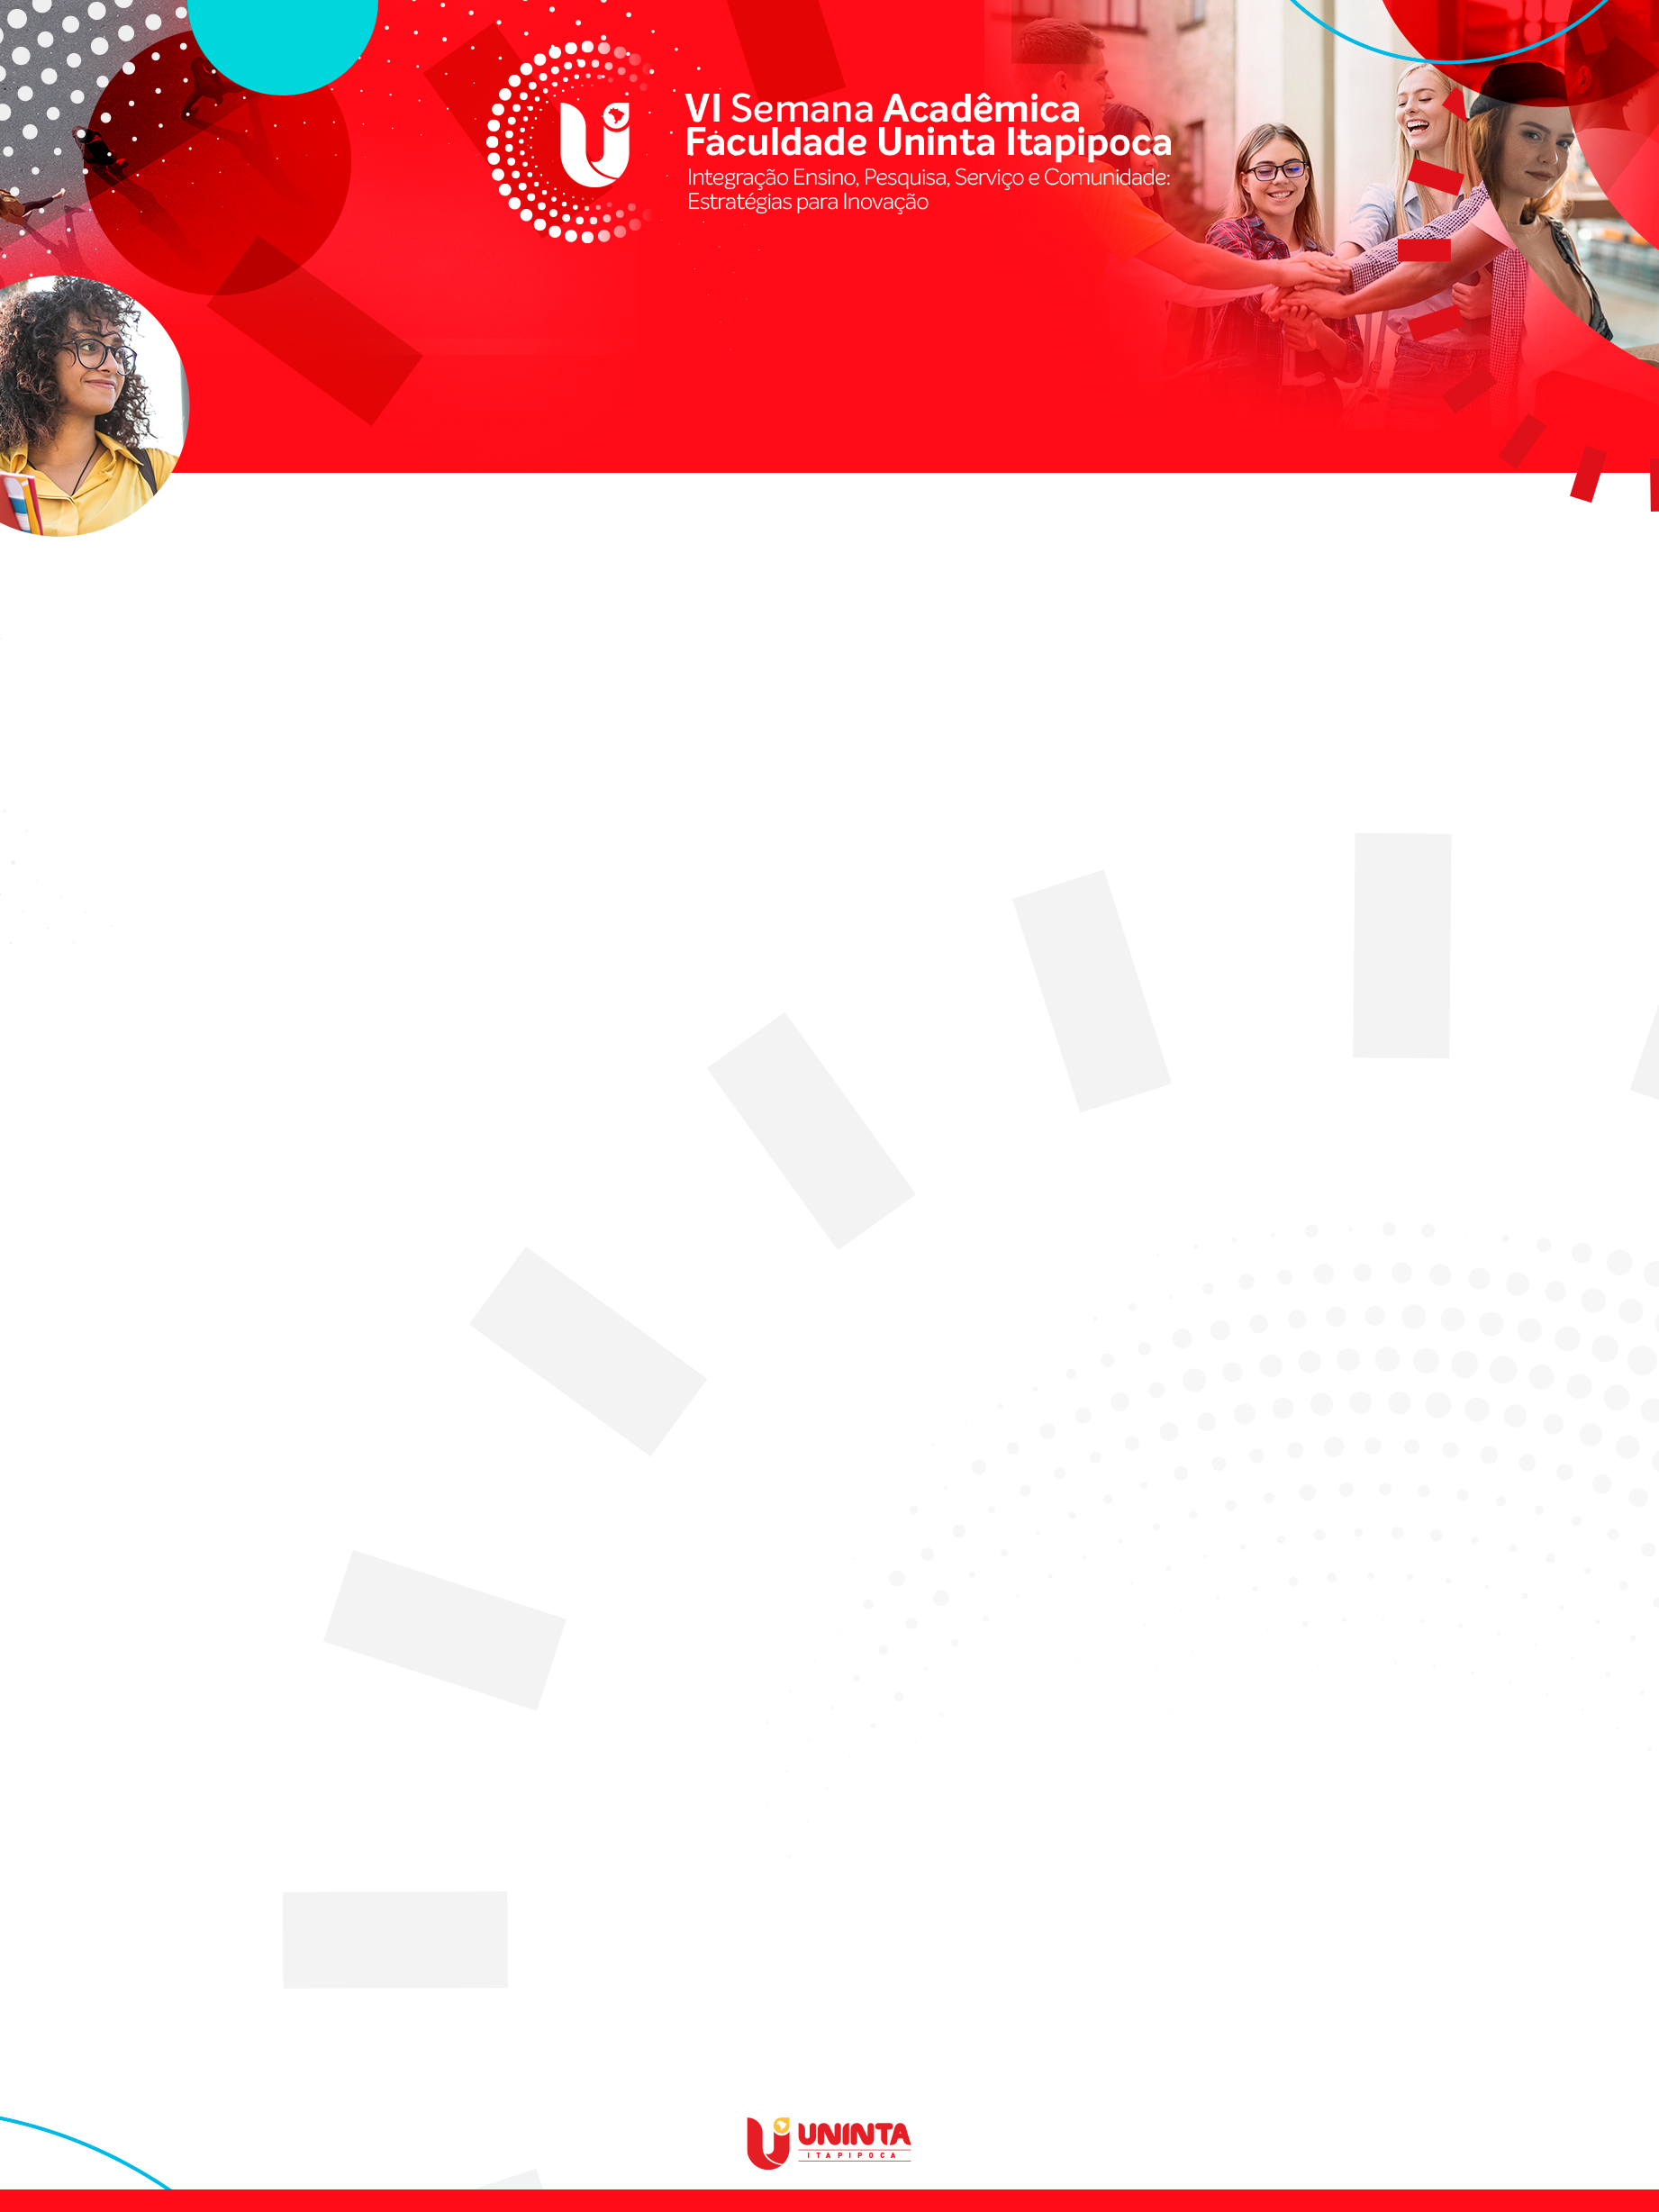 VI Semana Acadêmica
Faculdade Uninta Itapipoca
Integração Ensino, Pesquisa, Serviço e Comunidade:
Estratégias para Inovação
UNINTA
ITAPIPOCA